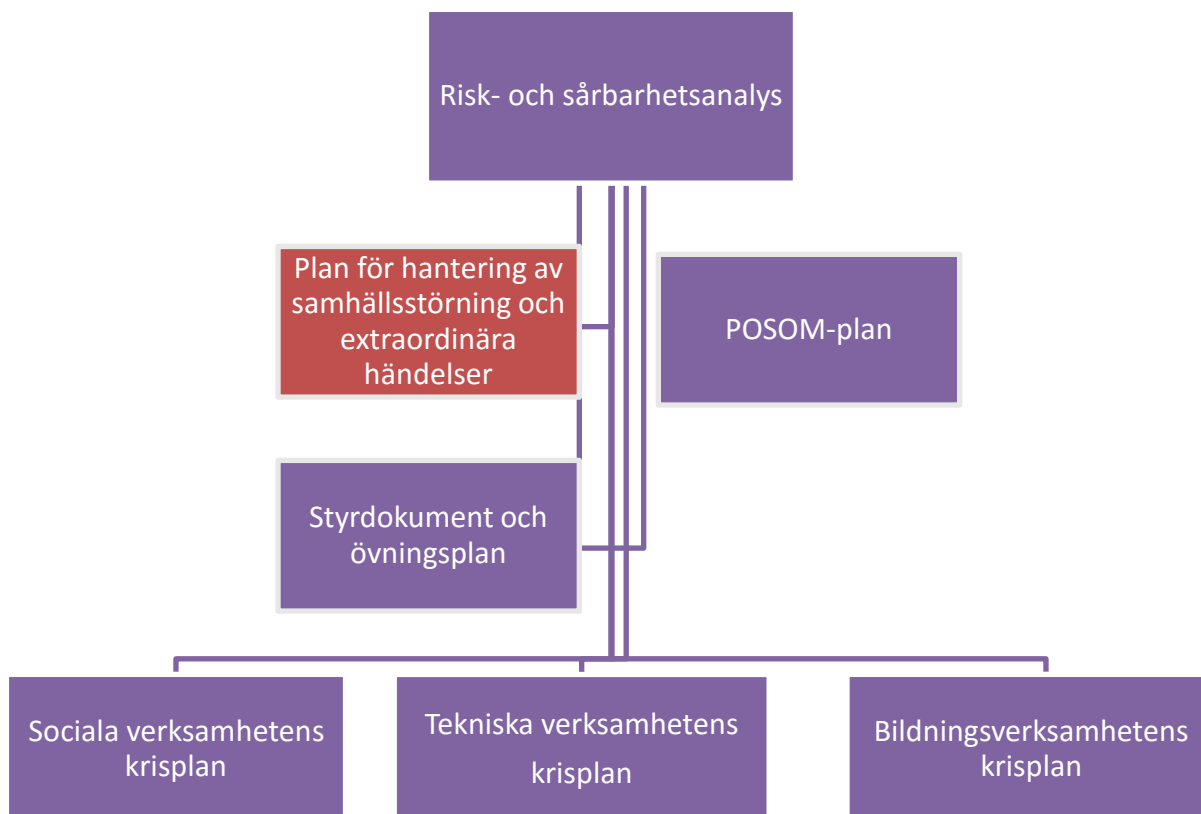 Risk- och sårbarhetsanalys
Plan för hantering av
samhällsstörning och
extraordinära
händelser
POSOM-plan
Styrdokument och
övningsplan
Sociala verksamhetens
krisplan
Tekniska verksamhetens
krisplan
Bildningsverksamhetens
krisplan